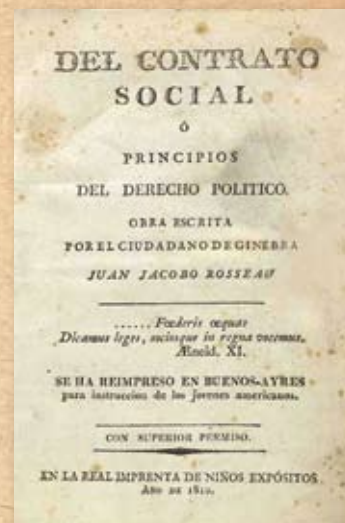 DEL CONTRATO
SOCIAL
Ó
PRINCIPIOS
DEL DERECHO POLITICO.
OBRA ESCRITA
POR EL CIUDADANO DE GINEBRA
JUAN JACOBO ROSSEAU
...... Fœderis œquas
Dicamus leges, sociosque in regna vocemus.
Æneid. XI.
SE HA REIMPRESO EN BUENOS-AYRES
para instruccion de los jovenes americanos.
CON SUPERIOR PERMISO.
EN LA REAL IMPRENTA DE NIÑOS EXPÓSITOS
AÑO DE 1810.